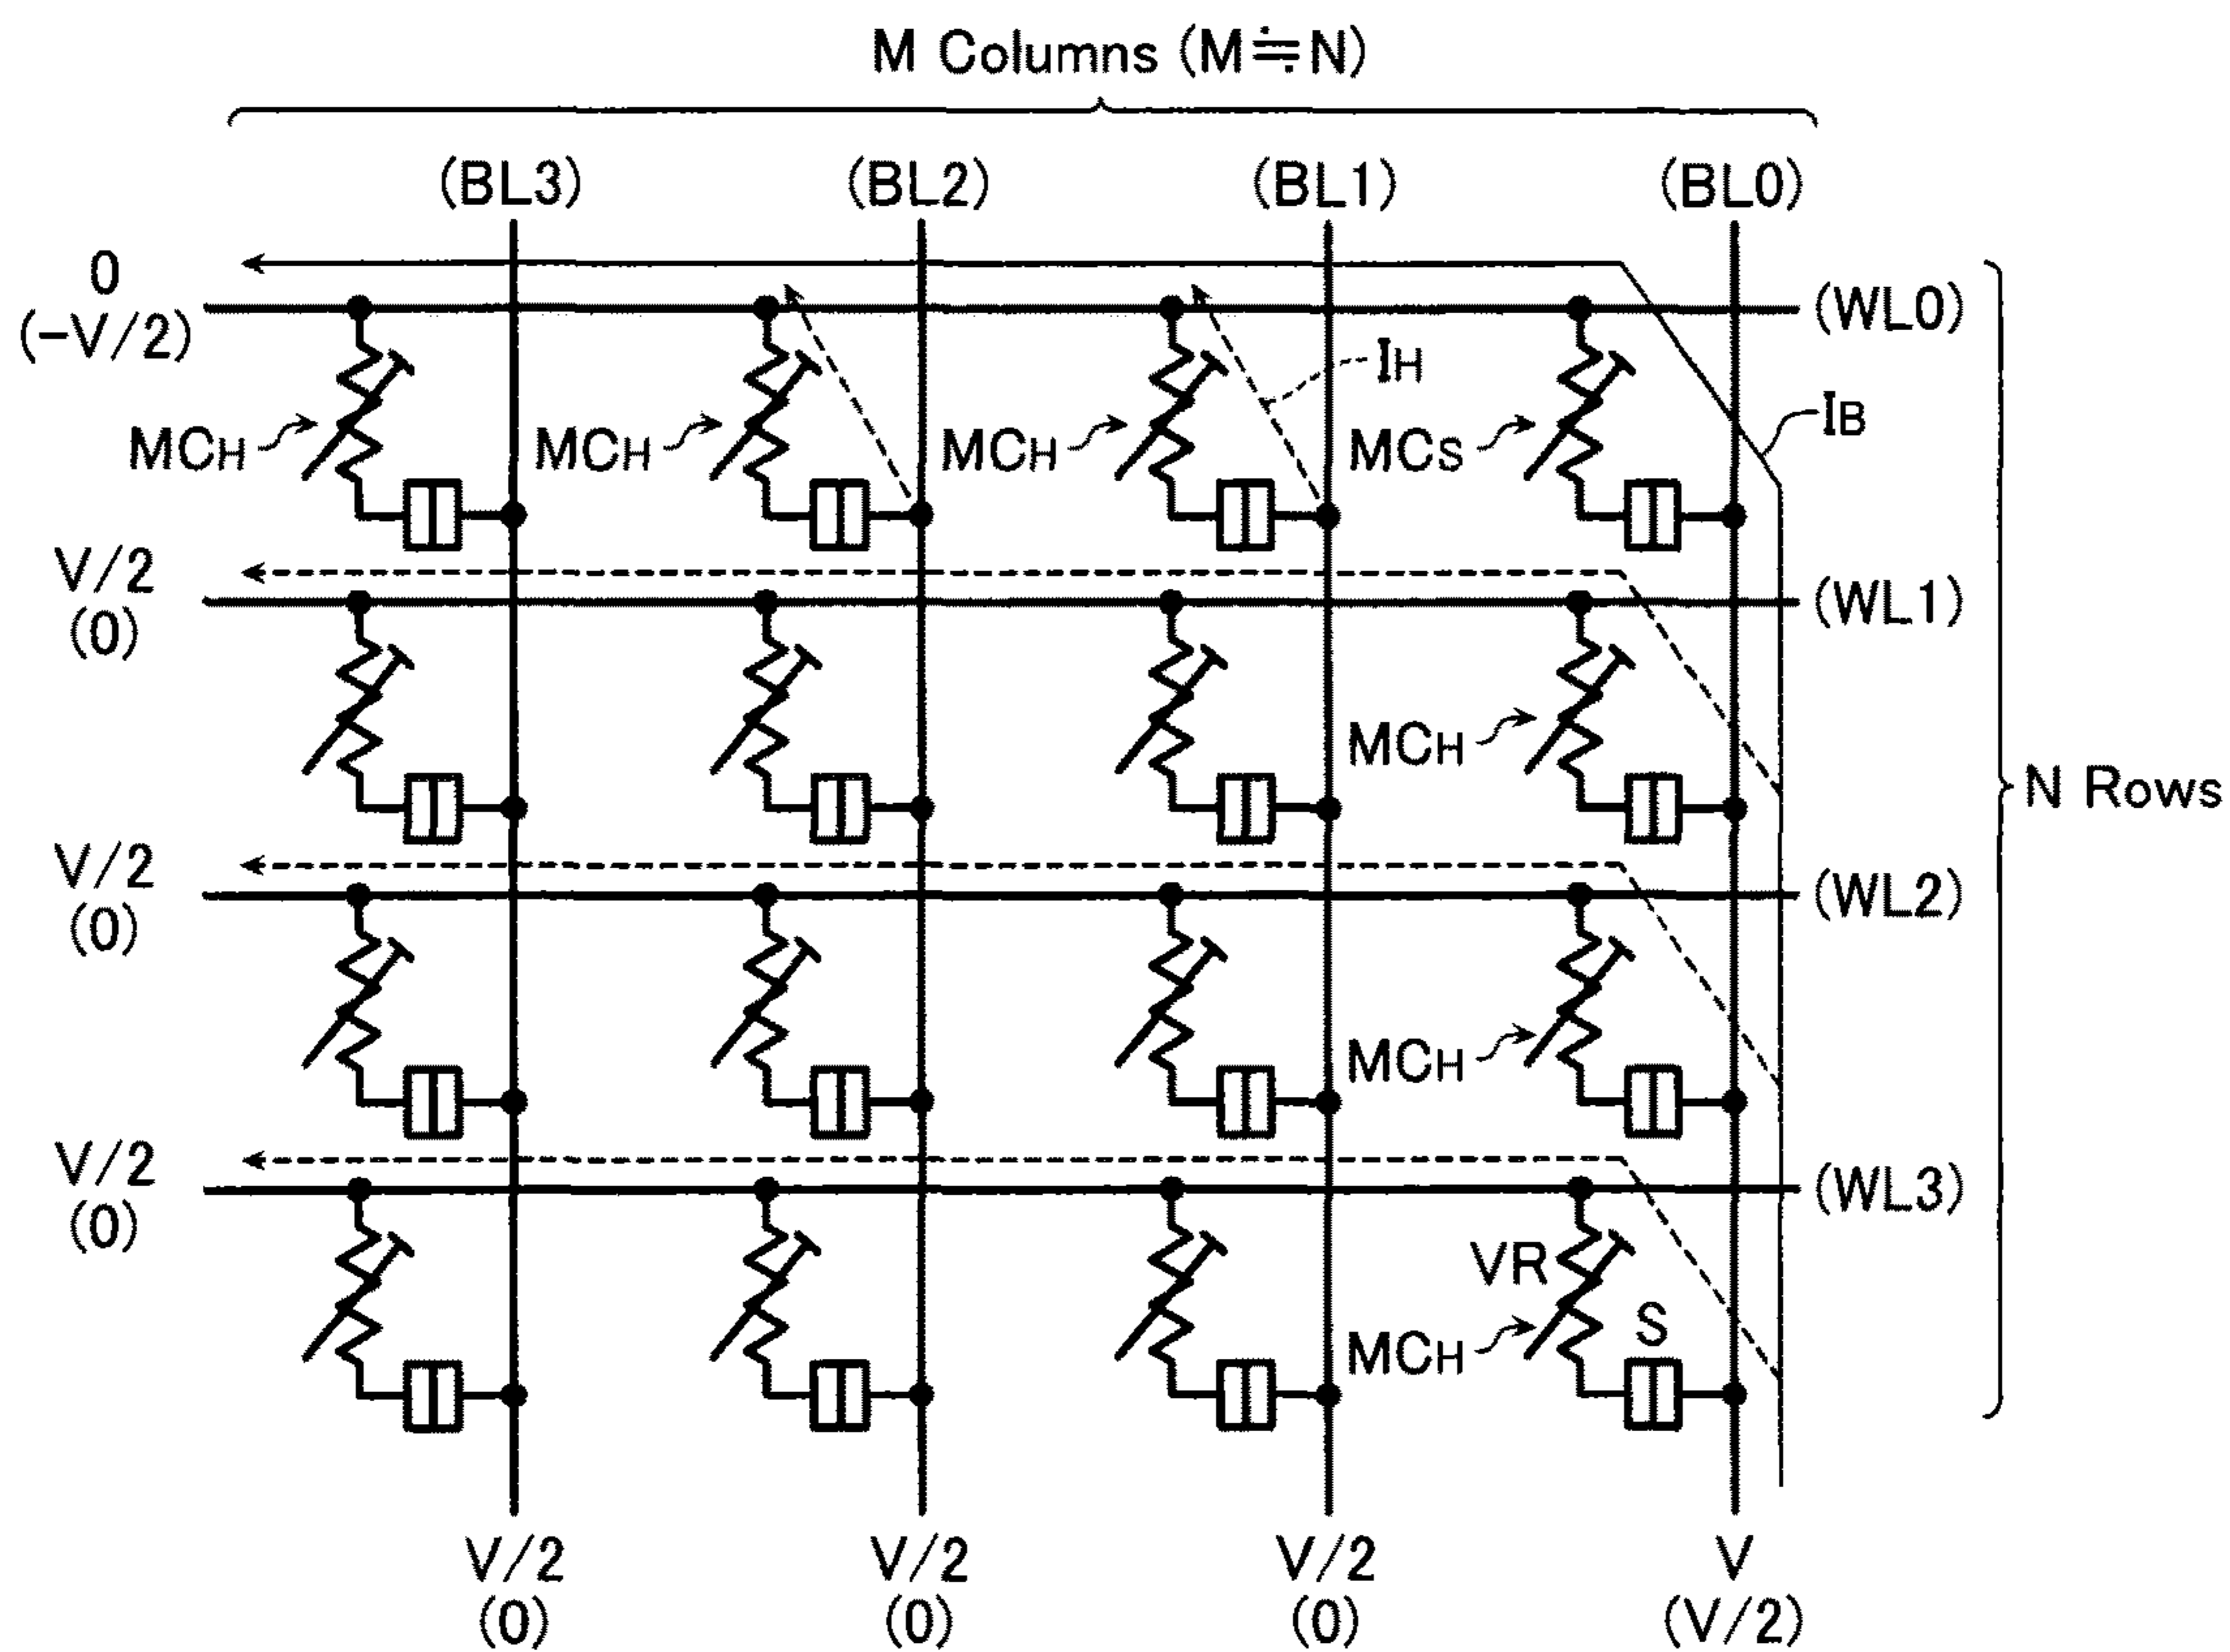 M Columns (M≒N)
(BL3) (BL2) (BL1) (BL0)
0
(-V/2)
(WL0)
IH
IB
MCH MCH MCH MCS
V/2
(0)
(WL1)
MCH
N Rows
V/2
(0)
(WL2)
MCH
V/2
(0)
(WL3)
VR
S
MCH
V/2 V/2 V/2 V
(0) (0) (0) (V/2)